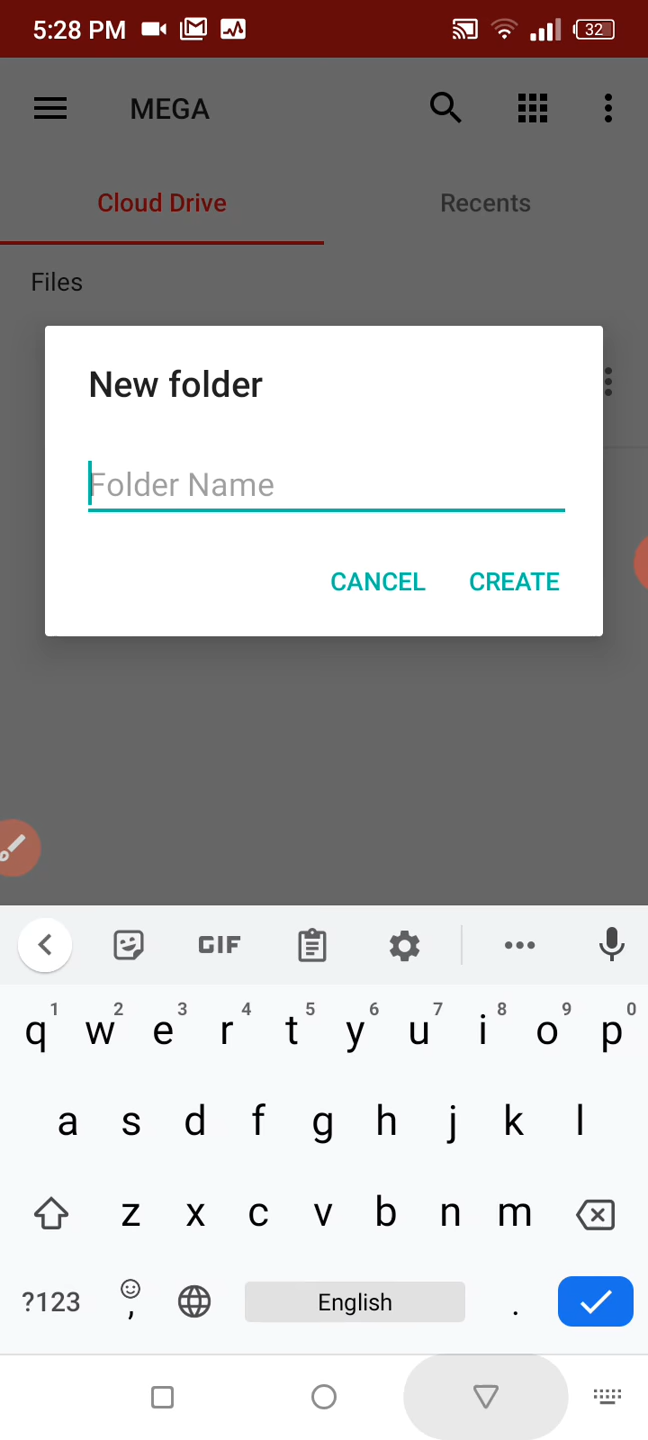 5:28 PM 32
MEGA
Cloud Drive Recents
Files
New folder
Folder Name
CANCEL CREATE
GIF
1 2 3 4 5 6 7 8 9 0
q w e r t y u i o p
a s d f g h j k l
z x c v b n m
?123 , English .